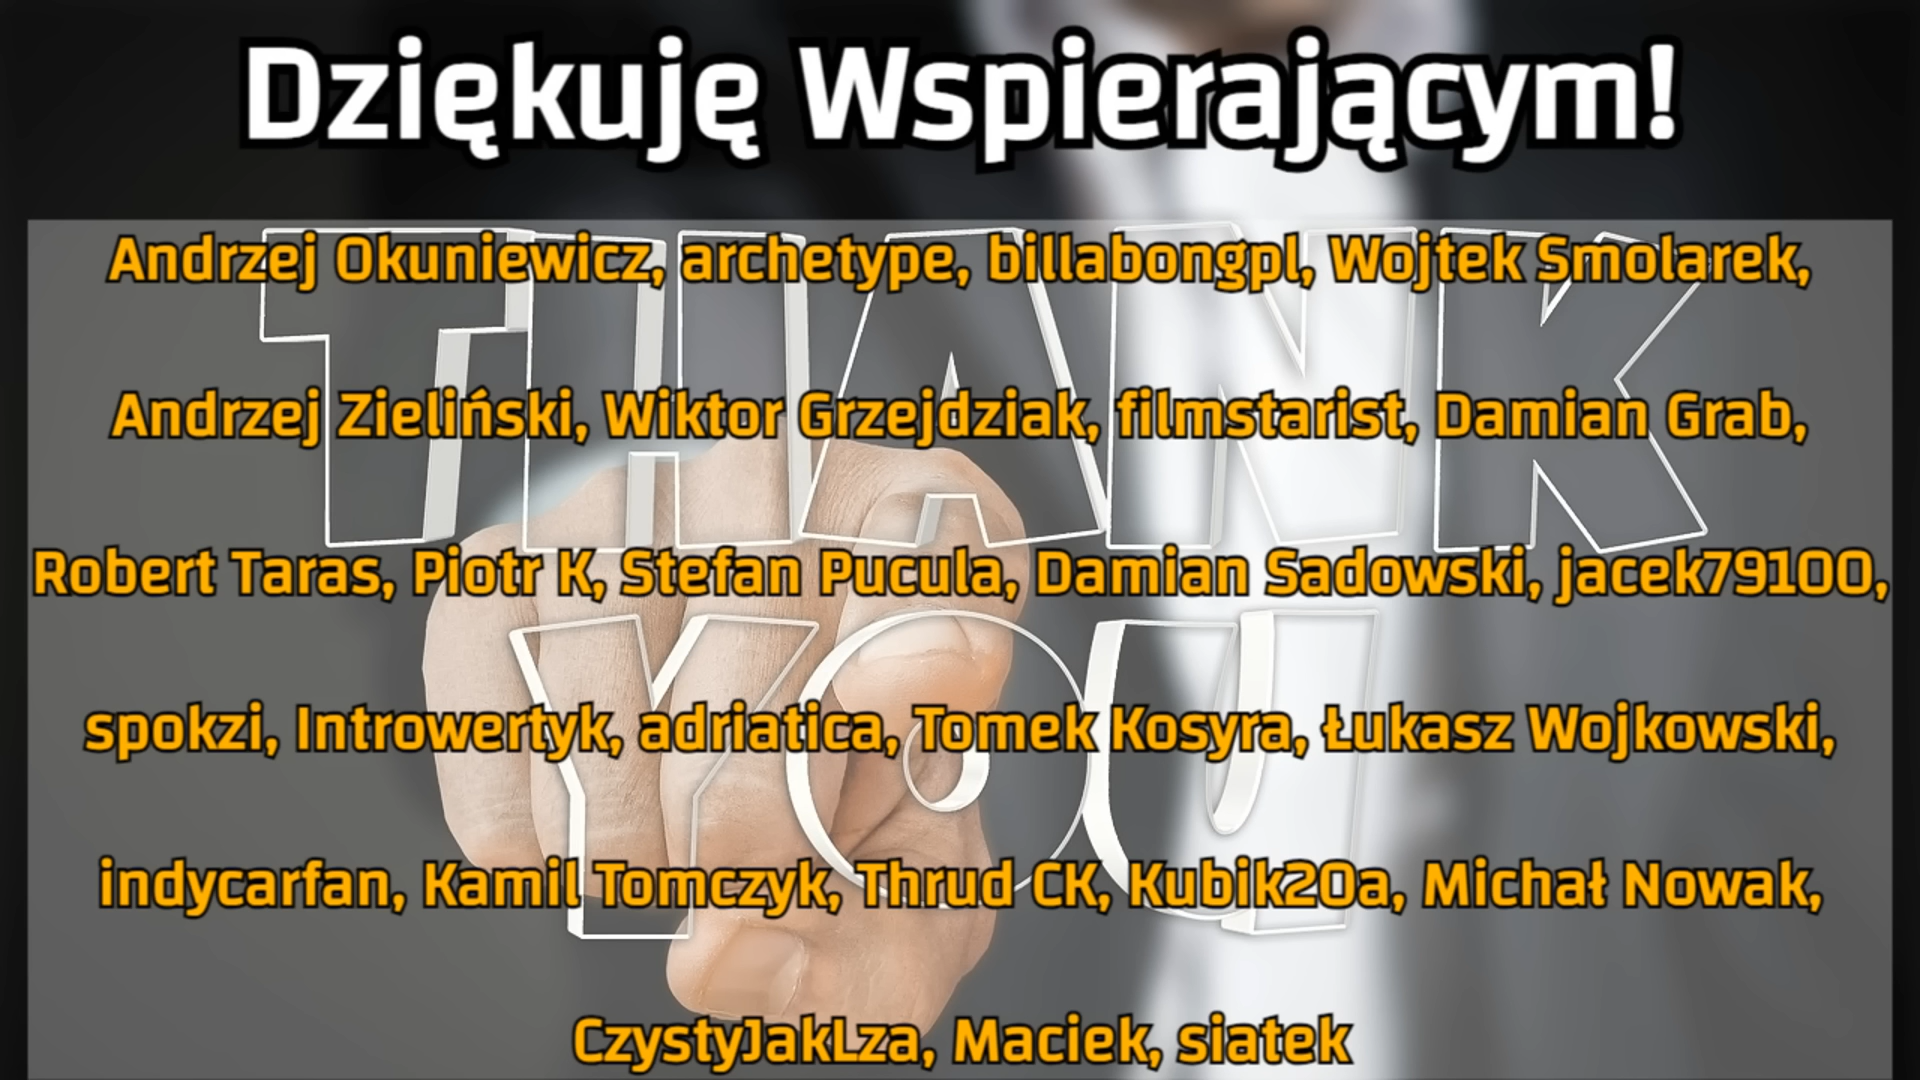 Dziękuję Wspierającym!
Andrzej Okuniewicz, archetype, billabongpl, Wojtek Smolarek,
Andrzej Zieliński, Wiktor Grzejdziak, filmstarist, Damian Grab,
Robert Taras, Piotr K, Stefan Pucula, Damian Sadowski, jacek79100,
spokzi, Introwertyk, adriatica, Tomek Kosyra, Łukasz Wojkowski,
indycarfan, Kamil Tomczyk, Thrud CK, Kubik20a, Michał Nowak,
CzystyJakLza, Maciek, siatek
THANK
YOU